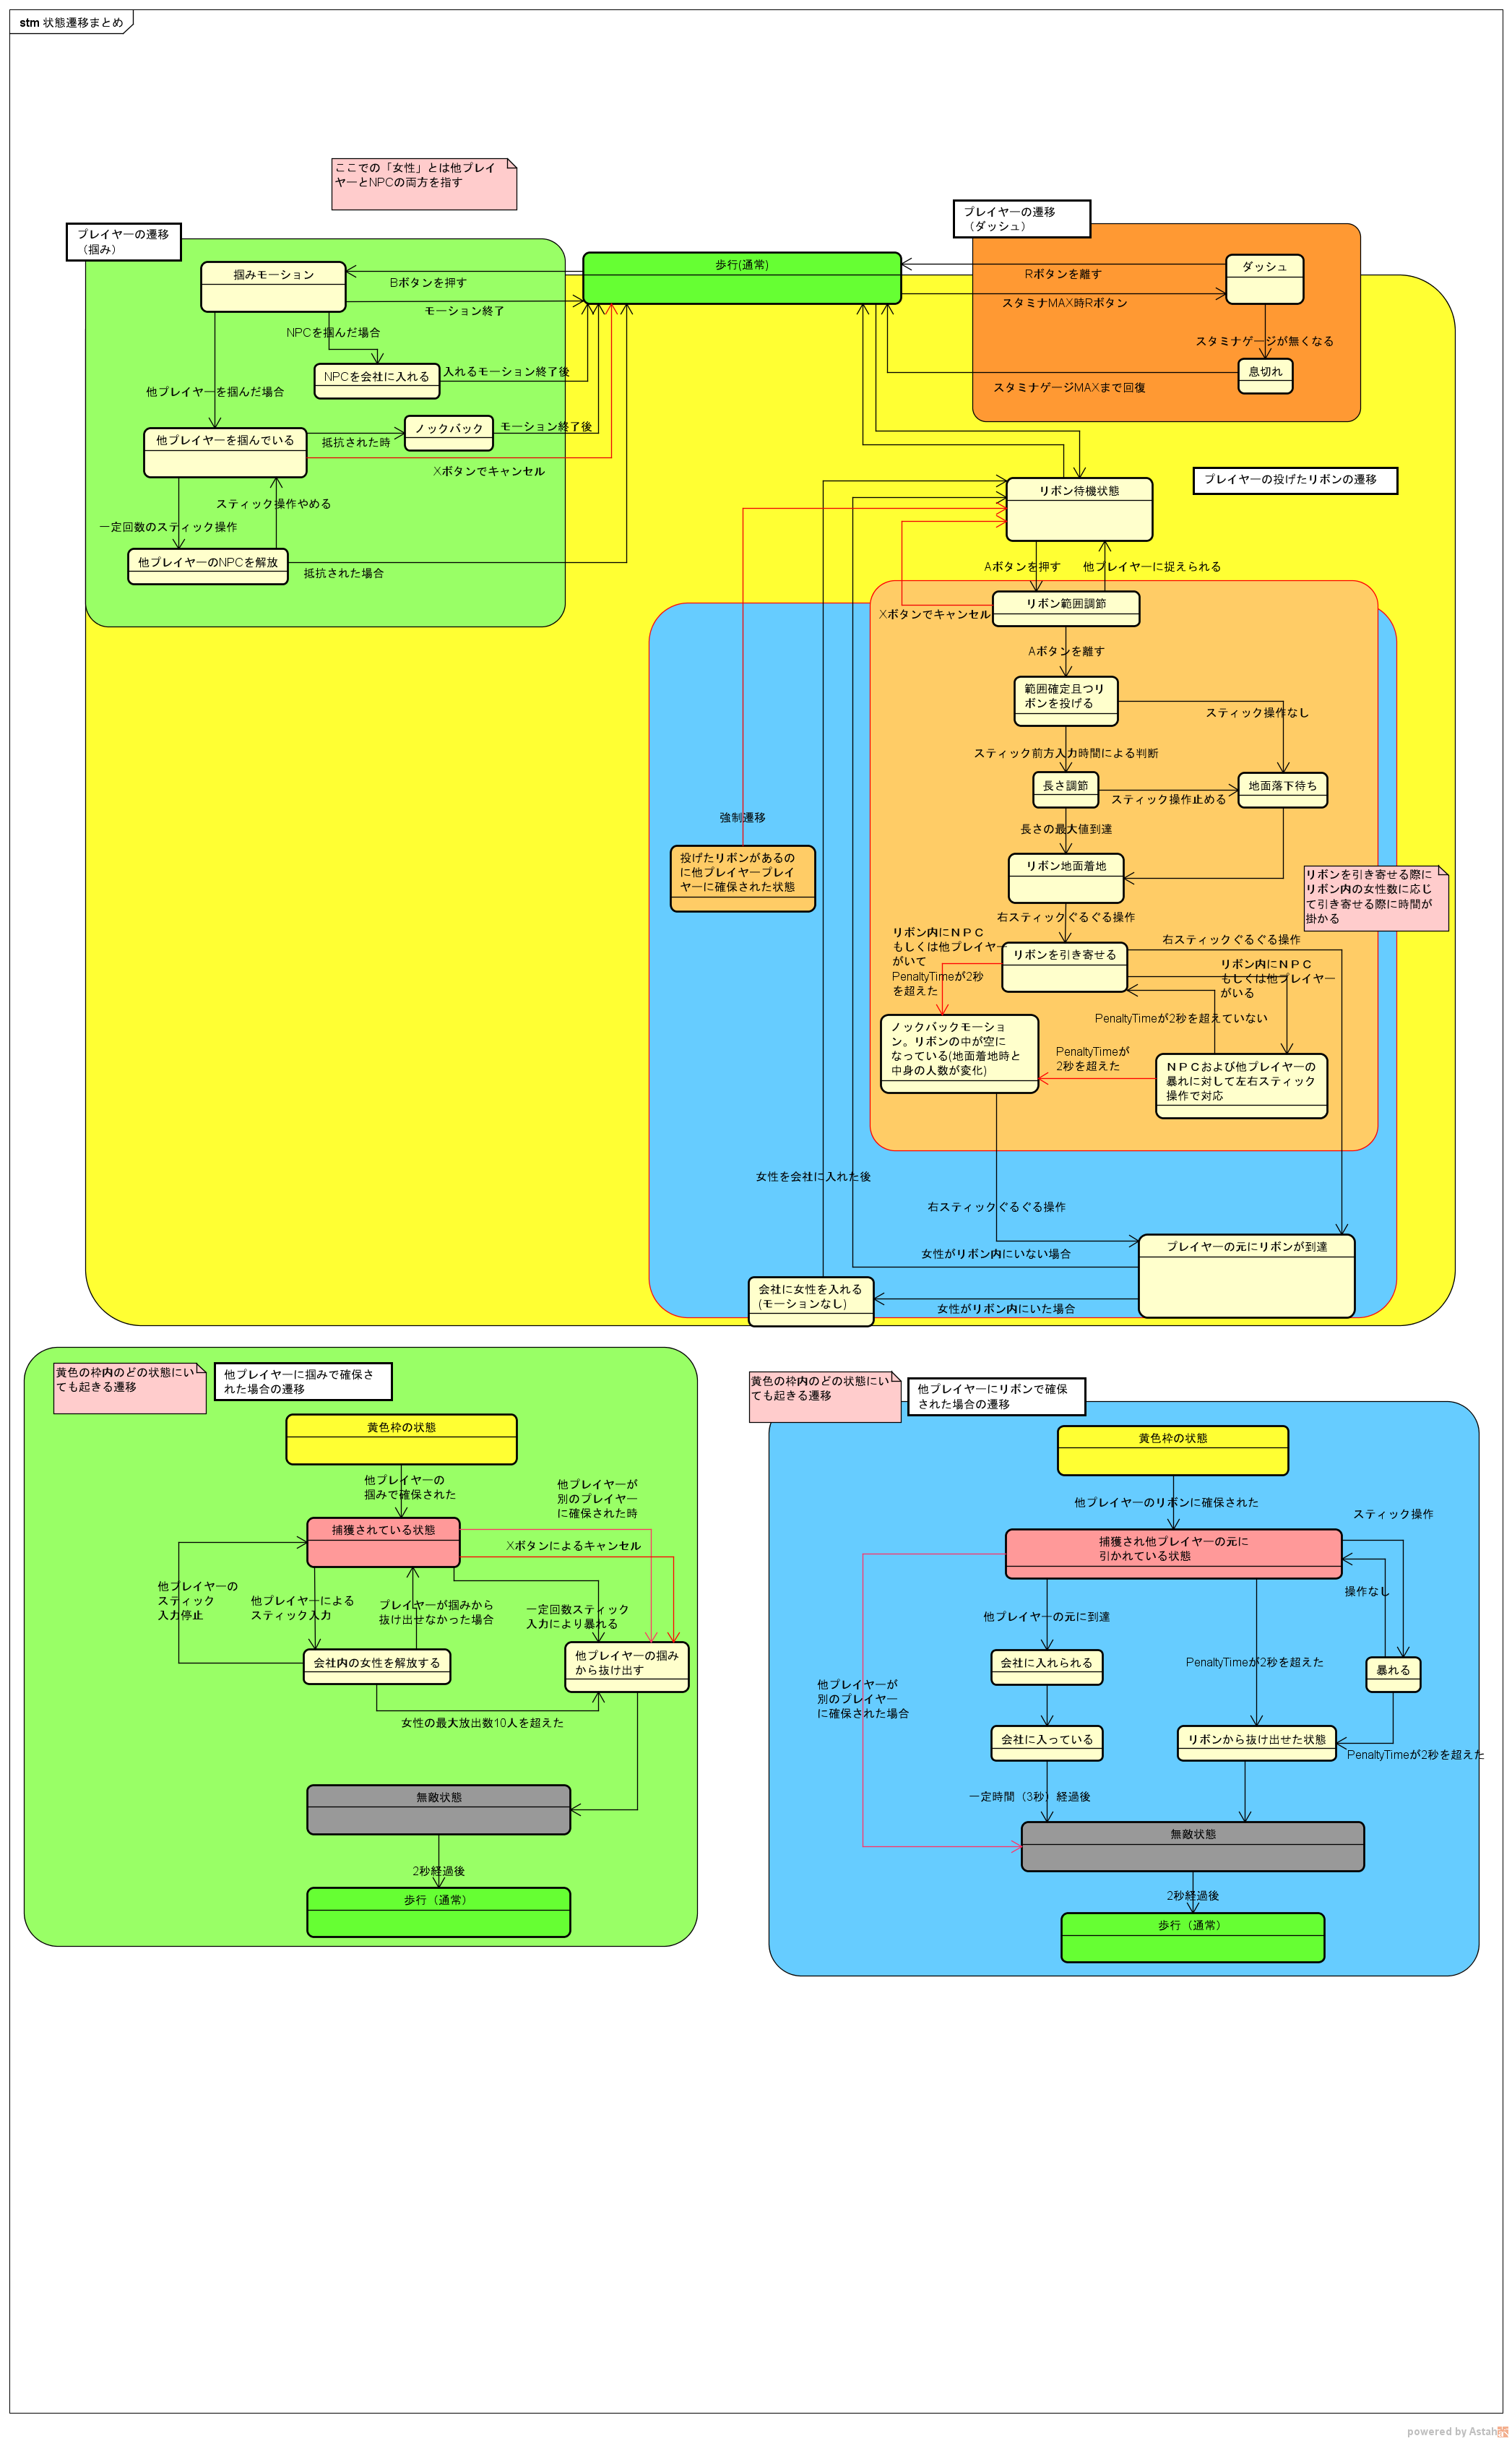 stm 状態遷移まとめ
ここでの「女性」とは他プレイ
ヤーとNPCの両方を指す
プレイヤーの遷移
（掴み）
プレイヤーの遷移
（ダッシュ）
掴みモーション
歩行(通常)
ダッシュ
Bボタンを押す
モーション終了
Rボタンを離す
スタミナMAX時Rボタン
NPCを掴んだ場合
スタミナゲージが無くなる
NPCを会社に入れる
入れるモーション終了後
息切れ
スタミナゲージMAXまで回復
他プレイヤーを掴んだ場合
他プレイヤーを掴んでいる
ノックバック
モーション終了後
抵抗された時
Xボタンでキャンセル
スティック操作やめる
一定回数のスティック操作
他プレイヤーのNPCを解放
抵抗された場合
プレイヤーの投げたリボンの遷移
リボン待機状態
Aボタンを押す
他プレイヤーに捉えられる
リボン範囲調節
Xボタンでキャンセル
Aボタンを離す
範囲確定且つリ
ボンを投げる
スティック操作なし
スティック前方入力時間による判断
長さ調節
地面落下待ち
スティック操作止める
強制遷移
長さの最大値到達
投げたリボンがあるの
に他プレイヤープレイ
ヤーに確保された状態
リボン地面着地
リボンを引き寄せる際に
リボン内の女性数に応じ
て引き寄せる際に時間が
掛かる
右スティックぐるぐる操作
リボン内にＮＰＣ
もしくは他プレイヤー
がいて
PenaltyTimeが2秒
を超えた
リボンを引き寄せる
右スティックぐるぐる操作
リボン内にＮＰＣ
もしくは他プレイヤー
がいる
PenaltyTimeが2秒を超えていない
ノックバックモーショ
ン。リボンの中が空に
なっている(地面着地時と
中身の人数が変化)
PenaltyTimeが
2秒を超えた
ＮＰＣおよび他プレイヤーの
暴れに対して左右スティック
操作で対応
女性を会社に入れた後
右スティックぐるぐる操作
プレイヤーの元にリボンが到達
女性がリボン内にいない場合
会社に女性を入れる
(モーションなし)
女性がリボン内にいた場合
黄色の枠内のどの状態にい
ても起きる遷移
他プレイヤーに掴みで確保さ
れた場合の遷移
黄色枠の状態
他プレイヤーの
掴みで確保された
他プレイヤーが
別のプレイヤー
に確保された時
捕獲されている状態
Xボタンによるキャンセル
他プレイヤーの
スティック
入力停止
他プレイヤーによる
スティック入力
プレイヤーが掴みから
抜け出せなかった場合
一定回数スティック
入力により暴れる
会社内の女性を解放する
他プレイヤーの掴み
から抜け出す
女性の最大放出数10人を超えた
無敵状態
2秒経過後
歩行（通常）
黄色の枠内のどの状態にい
ても起きる遷移
他プレイヤーにリボンで確保
された場合の遷移
黄色枠の状態
他プレイヤーのリボンに確保された
スティック操作
捕獲され他プレイヤーの元に
引かれている状態
操作なし
他プレイヤーの元に到達
会社に入れられる
PenaltyTimeが2秒を超えた
暴れる
他プレイヤーが
別のプレイヤー
に確保された場合
会社に入っている
リボンから抜け出せた状態
PenaltyTimeが2秒を超えた
一定時間（3秒）経過後
無敵状態
2秒経過後
歩行（通常）
powered by Astah